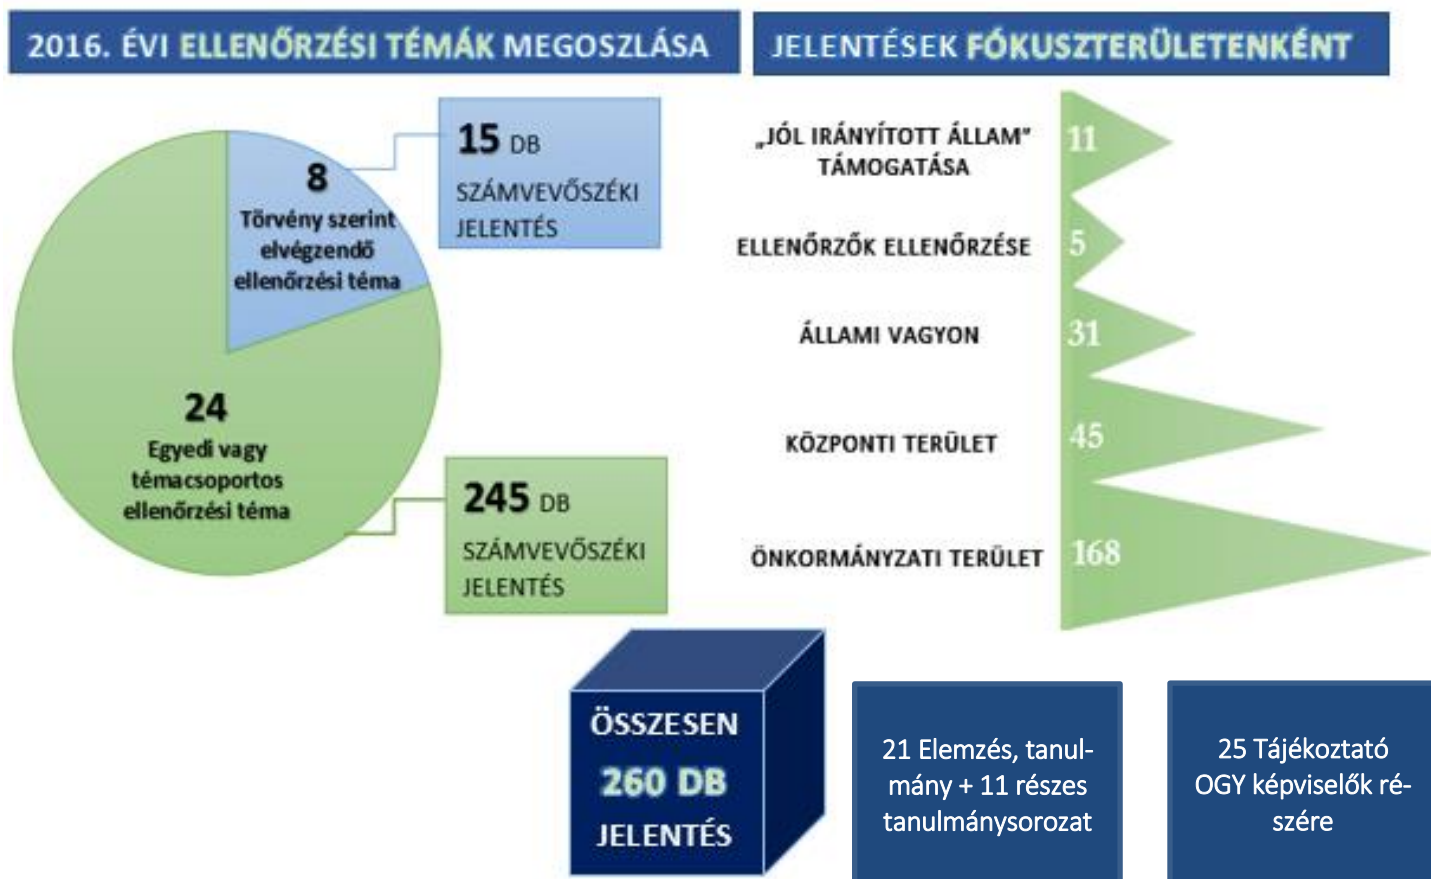 2016. ÉVI ELLENŐRZÉSI TÉMÁK MEGOSZLÁSA
8
Törvény szerint
elvégzendő
ellenőrzési téma
15 DB
SZÁMVEVŐSZÉKI
JELENTÉS
24
Egyedi vagy
témacsoportos
ellenőrzési téma
245 DB
SZÁMVEVŐSZÉKI
JELENTÉS
JELENTÉSEK FÓKUSZTERÜLETENKÉNT
„JÓL IRÁNYÍTOTT ÁLLAM"
TÁMOGATÁSA
11
ELLENŐRZŐK ELLENŐRZÉSE
5
ÁLLAMI VAGYON
31
KÖZPONTI TERÜLET
45
ÖNKORMÁNYZATI TERÜLET
168
ÖSSZESEN
260 DB
JELENTÉS
21 Elemzés, tanul-
mány + 11 részes
tanulmánysorozat
25 Tájékoztató
OGY képviselők ré-
szére